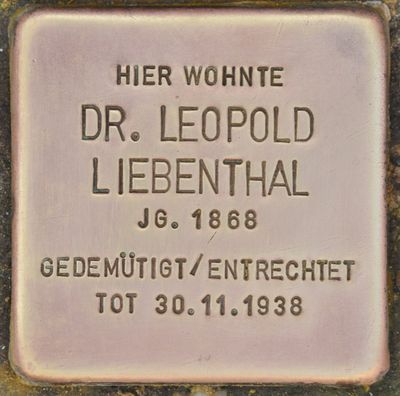 HIER WOHNTE
DR. LEOPOLD
LIEBENTHAL
JG. 1868
GEDEMÜTIGT/ENTRECHTET
TOT 30.11.1938